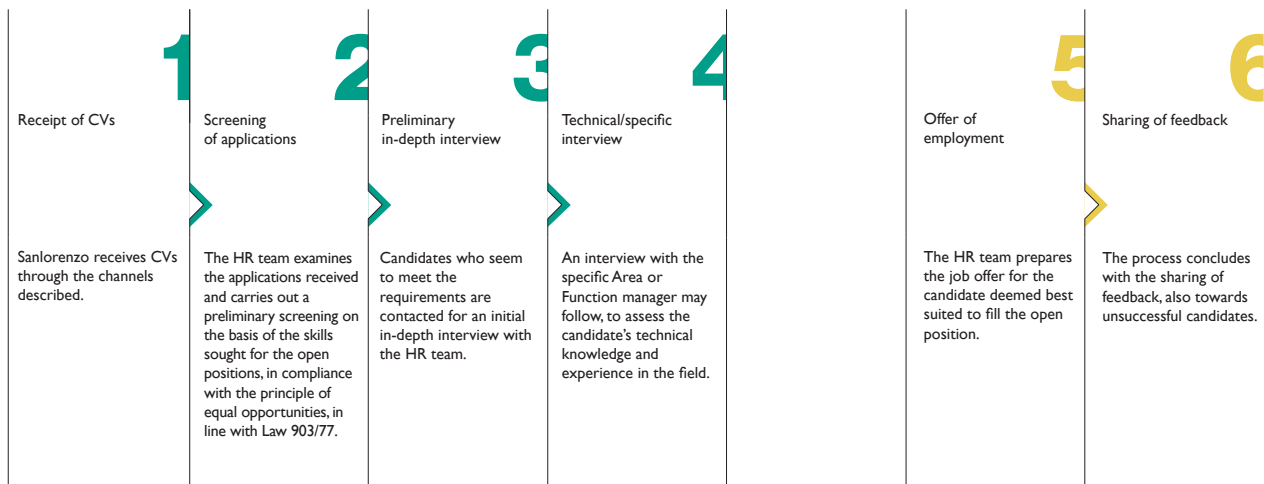 1
Receipt of CVs
Sanlorenzo receives CVs
through the channels
described.
2
Screening
of applications
The HR team examines
the applications received
and carries out a
preliminary screening on
the basis of the skills
sought for the open
positions, in compliance
with the principle of
equal opportunities, in
line with Law 903/77.
3
Preliminary
in-depth interview
Candidates who seem
to meet the
requirements are
contacted for an initial
in-depth interview with
the HR team.
4
Technical/specific
interview
An interview with the
specific Area or
Function manager may
follow, to assess the
candidate’s technical
knowledge and
experience in the field.
5
Offer of
employment
The HR team prepares
the job offer for the
candidate deemed best
suited to fill the open
position.
6
Sharing of feedback
The process concludes
with the sharing of
feedback, also towards
unsuccessful candidates.